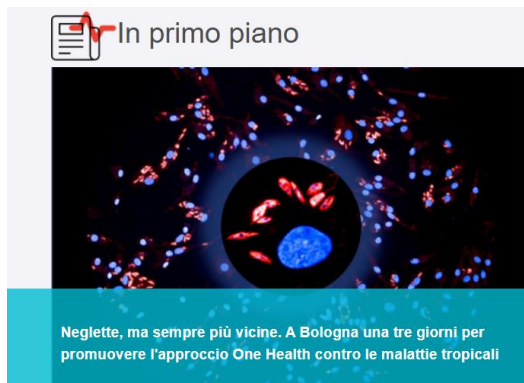 In primo piano
Neglette, ma sempre più vicine. A Bologna una tre giorni per
promuovere l'approccio One Health contro le malattie tropicali